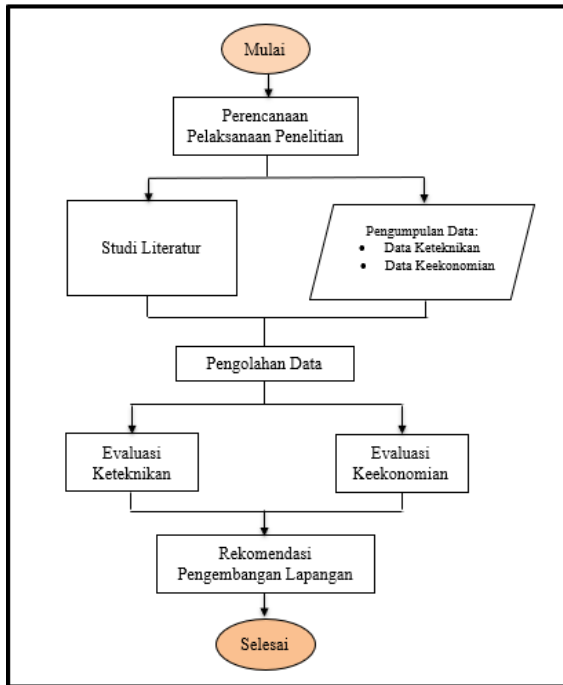 Mulai
Perencanaan
Pelaksanaan Penelitian
Studi Literatur
Pengumpulan Data:
• Data Keteknikan
• Data Keekonomian
Pengolahan Data
Evaluasi
Keteknikan
Evaluasi
Keekonomian
Rekomendasi
Pengembangan Lapangan
Selesai